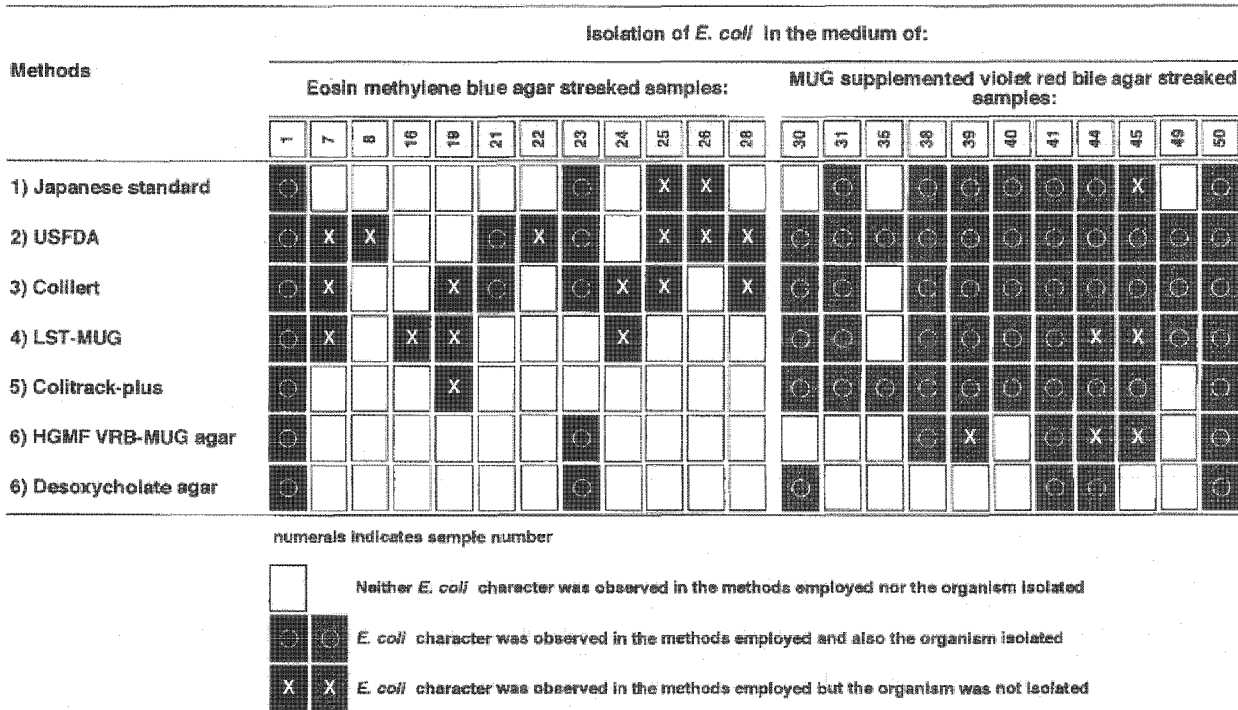 Isolation of E. coli in the medium of:
Methods
Eosin methylene blue agar streaked samples:
MUG supplemented violet red bile agar streaked
samples:
1 7 8 16 19 21 22 23 24 25 26 28 30 31 35 38 39 40 41 44 45 49 50
1) Japanese standard X X X
2) USFDA X X X X X X
3) Colilert X X X X X
4) LST-MUG X X X X X X
5) Colitrack-plus X
6) HGMF VRB-MUG agar X X X
6) Desoxycholate agar
numerals indicates sample number
Neither E. coli character was observed in the methods employed nor the organism isolated
E. coli character was observed in the methods employed and also the organism isolated
X X E. coli character was observed in the methods employed but the organism was not isolated